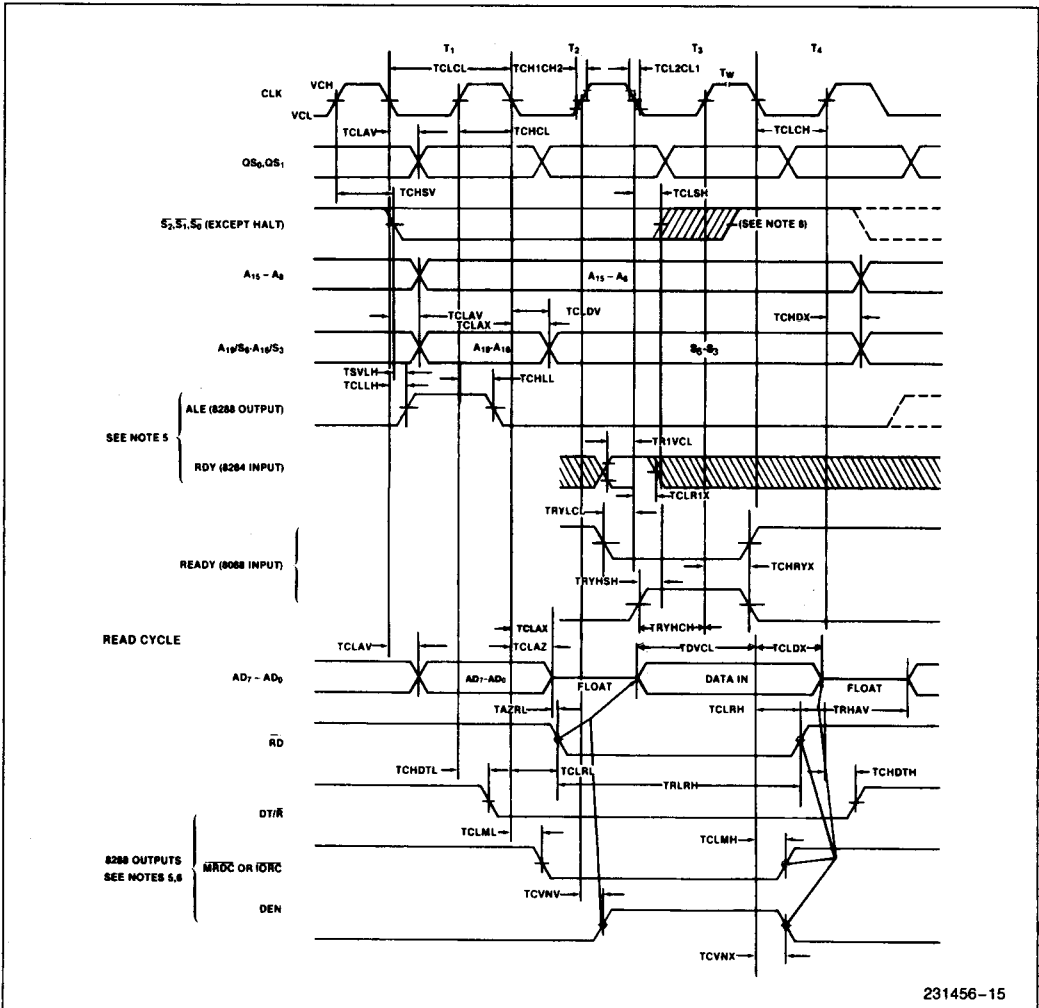 T1 T2 T3 T4
TCLCL TCH1CH2 TCL2CL1
TW
VCH
CLK
VCL
TCLAV TCHCL TCLCH
QS0,QS1
TCHSV TCLSH
S2,S1,S0 (EXCEPT HALT) (SEE NOTE 8)
A15 – A8 A15 – A8
TCLAV TCLDV TCHDX
TCLAX
A19/S6-A16/S3 A19-A16 S6-S3
TSVLH
TCLLH TCHLL
ALE (8288 OUTPUT)
SEE NOTE 5
TR1VCL
RDY (8284 INPUT)
TCLR1X
TRYLCL
READY (8088 INPUT)
TCHRYX
TRYHSH
TRYHCH
TCLAX
READ CYCLE
TCLAV TCLAZ TDVCL TCLDX
AD7 – AD0 AD7-AD0 FLOAT DATA IN FLOAT
TAZRL TCLRH TRHAV
RD
TCHDTL TCLRL TRLRH TCHDTH
DT/R
TCLML TCLMH
8288 OUTPUTS
SEE NOTES 5,6
MRDC OR IORC
TCVNV
DEN
TCVNX
231456–15